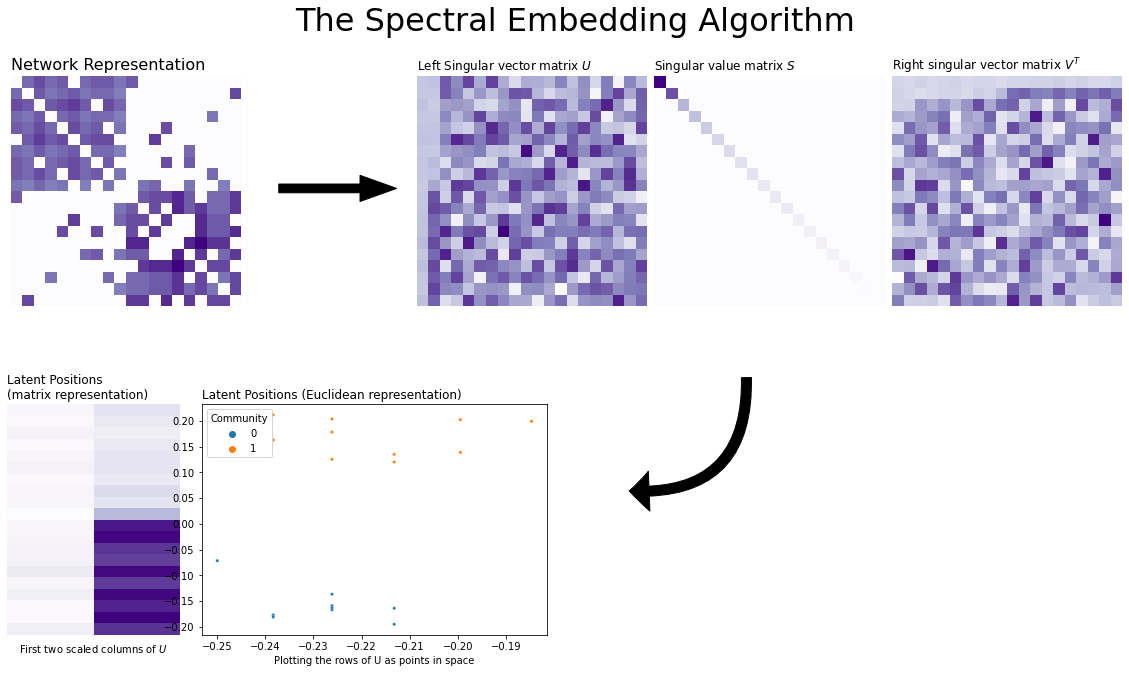 The Spectral Embedding Algorithm
Network Representation
Left Singular vector matrix U
Singular value matrix S
Right singular vector matrix V^T
Latent Positions
(matrix representation)
First two scaled columns of U
Latent Positions (Euclidean representation)
Community
0
1
0.20
0.15
0.10
0.05
0.00
−0.05
−0.10
−0.15
−0.20
−0.25 −0.24 −0.23 −0.22 −0.21 −0.20 −0.19
Plotting the rows of U as points in space